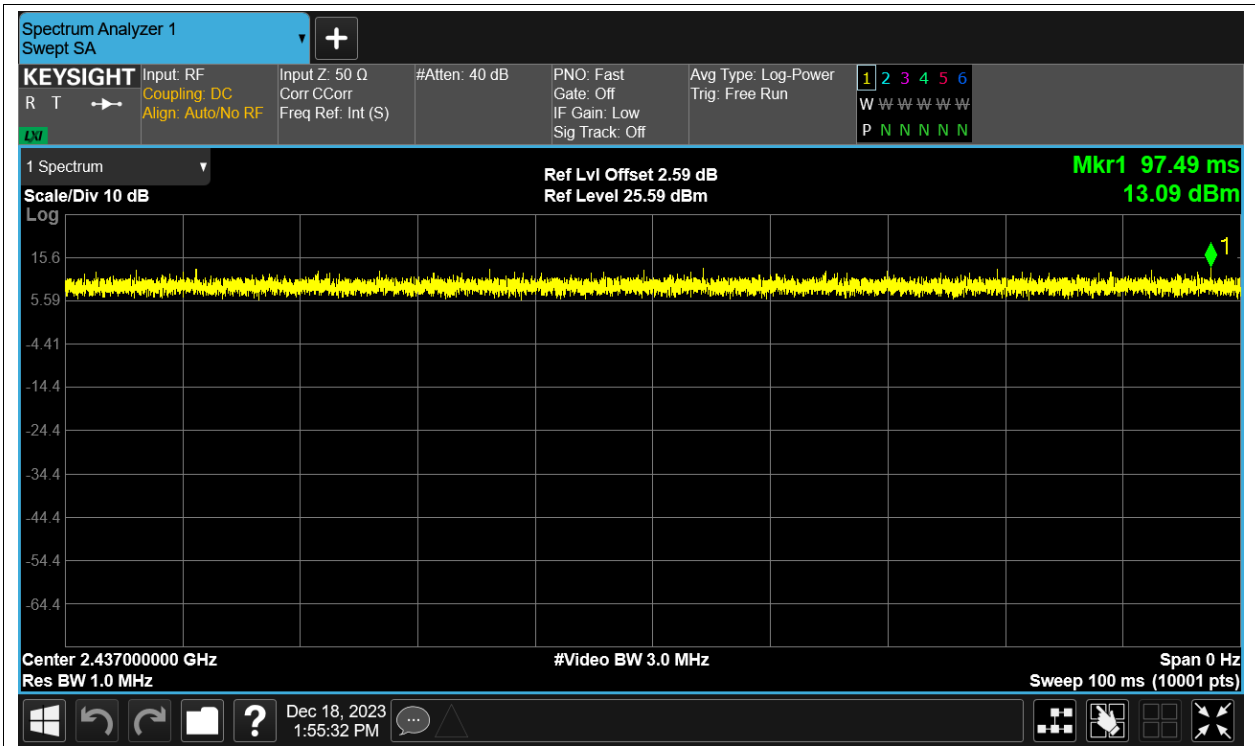 Spectrum Analyzer 1
Swept SA
KEYSIGHT
R T
LXI
Input: RF
Coupling: DC
Align: Auto/No RF
Input Z: 50 Ω
Corr CCorr
Freq Ref: Int (S)
#Atten: 40 dB
PNO: Fast
Gate: Off
IF Gain: Low
Sig Track: Off
Avg Type: Log-Power
Trig: Free Run
1 2 3 4 5 6
W W W W W W
P N N N N N
1 Spectrum
Scale/Div 10 dB
Log
Ref Lvl Offset 2.59 dB
Ref Level 25.59 dBm
Mkr1 97.49 ms
13.09 dBm
1
15.6
5.59
-4.41
-14.4
-24.4
-34.4
-44.4
-54.4
-64.4
Center 2.437000000 GHz
Res BW 1.0 MHz
#Video BW 3.0 MHz
Span 0 Hz
Sweep 100 ms (10001 pts)
?
Dec 18, 2023
1:55:32 PM